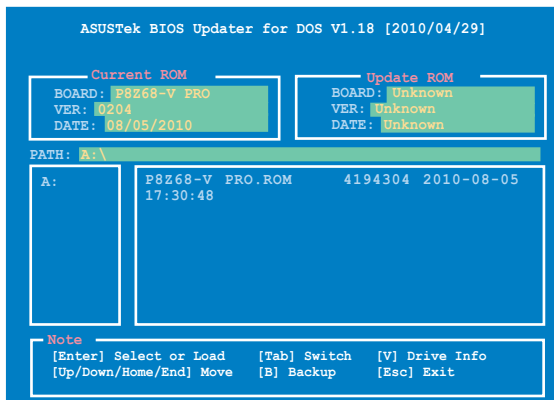 ASUSTek BIOS Updater for DOS V1.18 [2010/04/29]
Current ROM
BOARD: P8Z68-V PRO
VER: 0204
DATE: 08/05/2010
Update ROM
BOARD: Unknown
VER: Unknown
DATE: Unknown
PATH: A:\
A:
P8Z68-V PRO.ROM 4194304 2010-08-05
17:30:48
Note
[Enter] Select or Load [Tab] Switch [V] Drive Info
[Up/Down/Home/End] Move [B] Backup [Esc] Exit